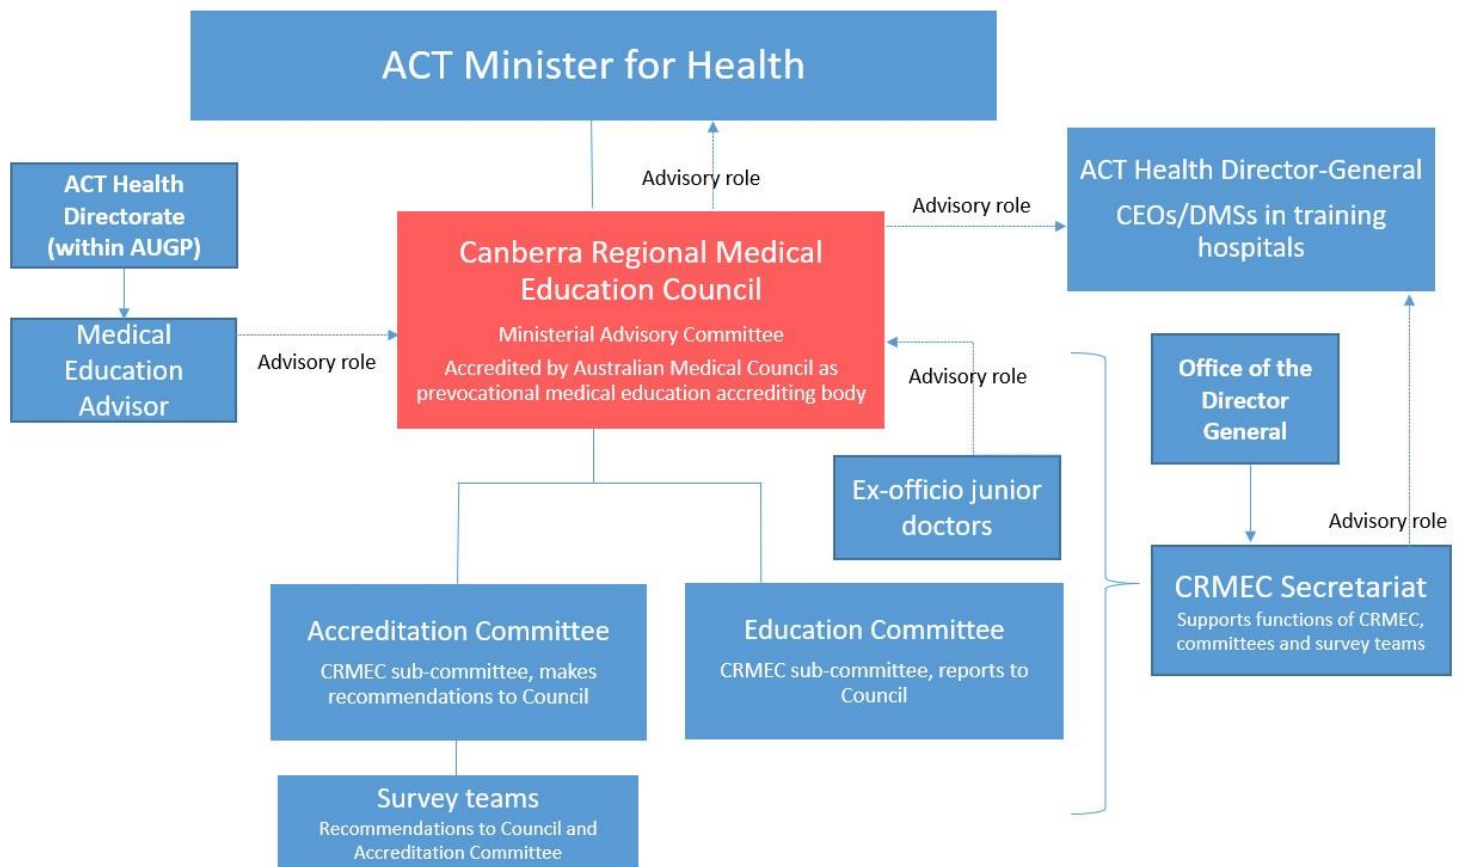 ACT Minister for Health
Advisory role
ACT Health
Directorate
(within AUGP)
Medical
Education
Advisor
Advisory role
Canberra Regional Medical
Education Council
Ministerial Advisory Committee
Accredited by Australian Medical Council as
prevocational medical education accrediting body
Advisory role
ACT Health Director-General
CEOs/DMSs in training
hospitals
Advisory role
Ex-officio junior
doctors
Office of the
Director
General
Advisory role
CRMEC Secretariat
Supports functions of CRMEC,
committees and survey teams
Accreditation Committee
CRMEC sub-committee, makes
recommendations to Council
Education Committee
CRMEC sub-committee, reports to
Council
Survey teams
Recommendations to Council and
Accreditation Committee